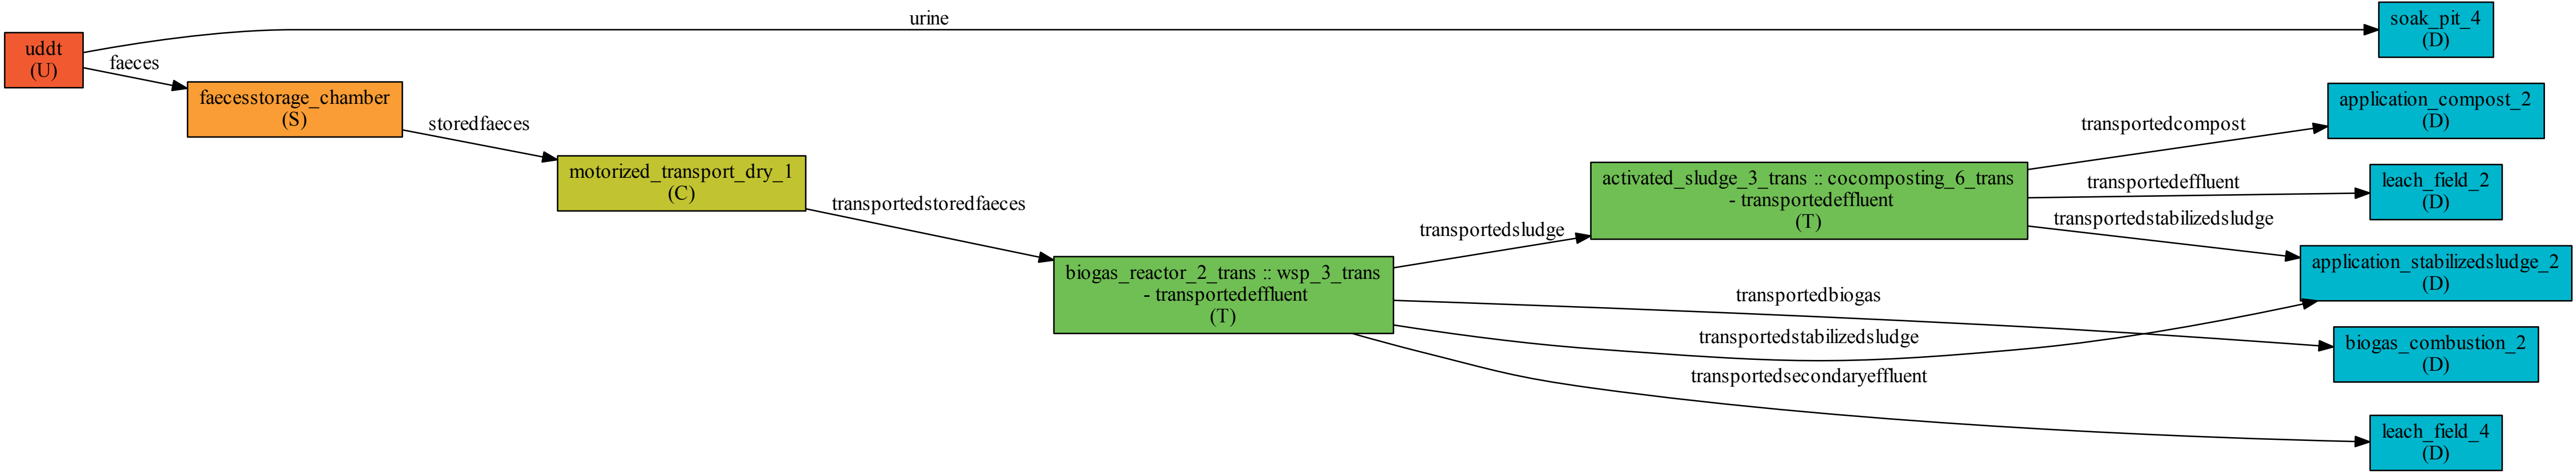 urine
soak_pit_4
(D)
uddt
(U)
faeces
faecesstorage_chamber
(S)
storedfaeces
motorized_transport_dry_1
(C)
transportedstoredfaeces
biogas_reactor_2_trans :: wsp_3_trans
- transportedeffluent
(T)
transportedsludge
activated_sludge_3_trans :: cocomposting_6_trans
- transportedeffluent
(T)
transportedcompost
application_compost_2
(D)
transportedeffluent
leach_field_2
(D)
transportedstabilizedsludge
application_stabilizedsludge_2
(D)
transportedbiogas
biogas_combustion_2
(D)
transportedstabilizedsludge
transportedsecondaryeffluent
leach_field_4
(D)